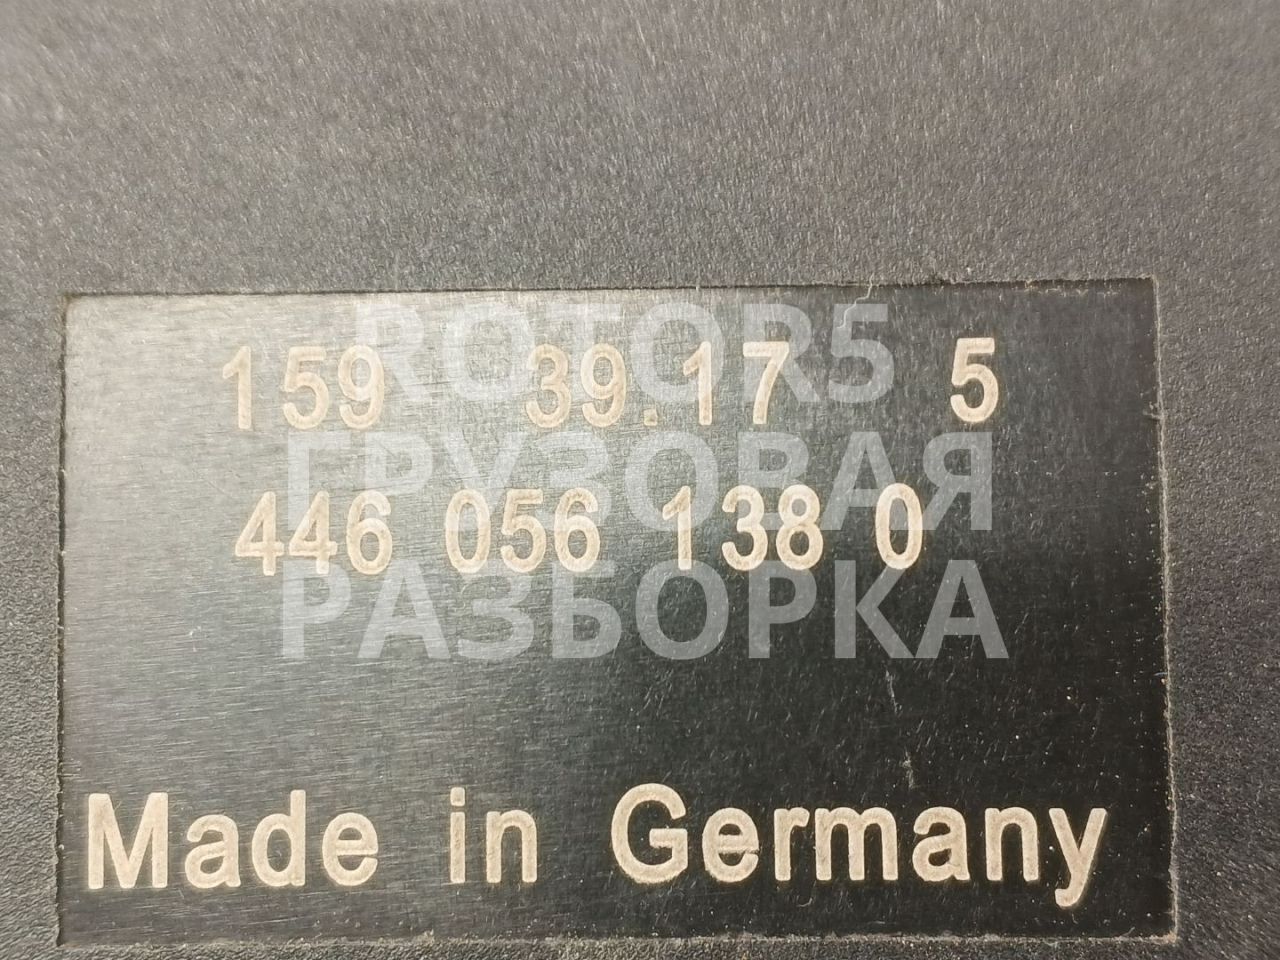 ROTOR5
159 39.17 5
ГРУЗОВАЯ
446 056 138 0
РАЗБОРКА
Made in Germany